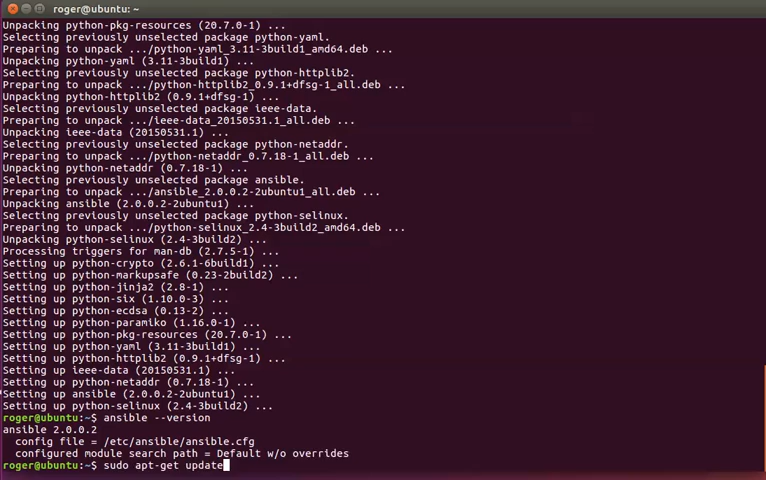 roger@ubuntu: ~
Unpacking python-pkg-resources (20.7.0-1) ...
Selecting previously unselected package python-yaml.
Preparing to unpack .../python-yaml_3.11-3build1_amd64.deb ...
Unpacking python-yaml (3.11-3build1) ...
Selecting previously unselected package python-httplib2.
Preparing to unpack .../python-httplib2_0.9.1+dfsg-1_all.deb ...
Unpacking python-httplib2 (0.9.1+dfsg-1) ...
Selecting previously unselected package ieee-data.
Preparing to unpack .../ieee-data_20150531.1_all.deb ...
Unpacking ieee-data (20150531.1) ...
Selecting previously unselected package python-netaddr.
Preparing to unpack .../python-netaddr_0.7.18-1_all.deb ...
Unpacking python-netaddr (0.7.18-1) ...
Selecting previously unselected package ansible.
Preparing to unpack .../ansible_2.0.0.2-2ubuntu1_all.deb ...
Unpacking ansible (2.0.0.2-2ubuntu1) ...
Selecting previously unselected package python-selinux.
Preparing to unpack .../python-selinux_2.4-3build2_amd64.deb ...
Unpacking python-selinux (2.4-3build2) ...
Processing triggers for man-db (2.7.5-1) ...
Setting up python-crypto (2.6.1-6build1) ...
Setting up python-markupsafe (0.23-2build2) ...
Setting up python-jinja2 (2.8-1) ...
Setting up python-six (1.10.0-3) ...
Setting up python-ecdsa (0.13-2) ...
Setting up python-paramiko (1.16.0-1) ...
Setting up python-pkg-resources (20.7.0-1) ...
Setting up python-yaml (3.11-3build1) ...
Setting up python-httplib2 (0.9.1+dfsg-1) ...
Setting up ieee-data (20150531.1) ...
Setting up python-netaddr (0.7.18-1) ...
Setting up ansible (2.0.0.2-2ubuntu1) ...
Setting up python-selinux (2.4-3build2) ...
roger@ubuntu:~$ ansible --version
ansible 2.0.0.2
  config file = /etc/ansible/ansible.cfg
  configured module search path = Default w/o overrides
roger@ubuntu:~$ sudo apt-get update